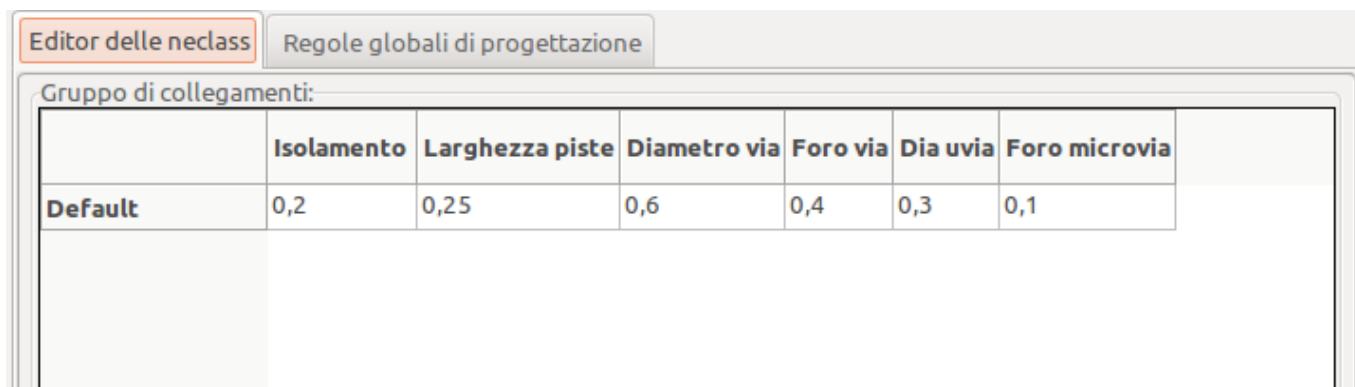 Editor delle neclass Regole globali di progettazione
Gruppo di collegamenti:
Isolamento Larghezza piste Diametro via Foro via Dia uvia Foro microvia
Default 0,2 0,25 0,6 0,4 0,3 0,1